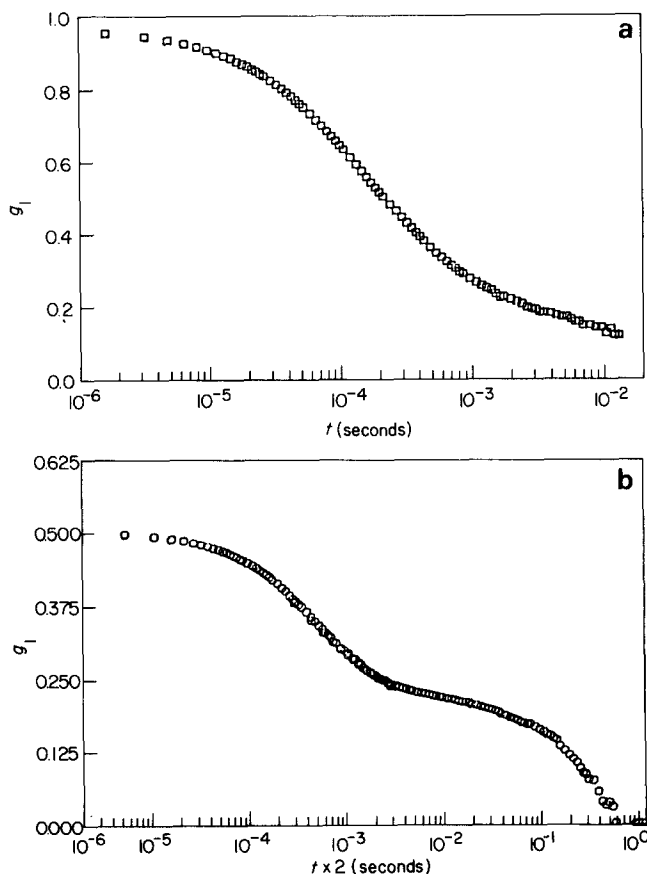 a
1.0
0.8
0.6
0.4
0.2
0.0
g₁
10⁻⁶ 10⁻⁵ 10⁻⁴ 10⁻³ 10⁻²
t (seconds)
b
0.625
0.500
0.375
0.250
0.125
0.000
g₁
10⁻⁶ 10⁻⁵ 10⁻⁴ 10⁻³ 10⁻² 10⁻¹ 10⁰
t × 2 (seconds)